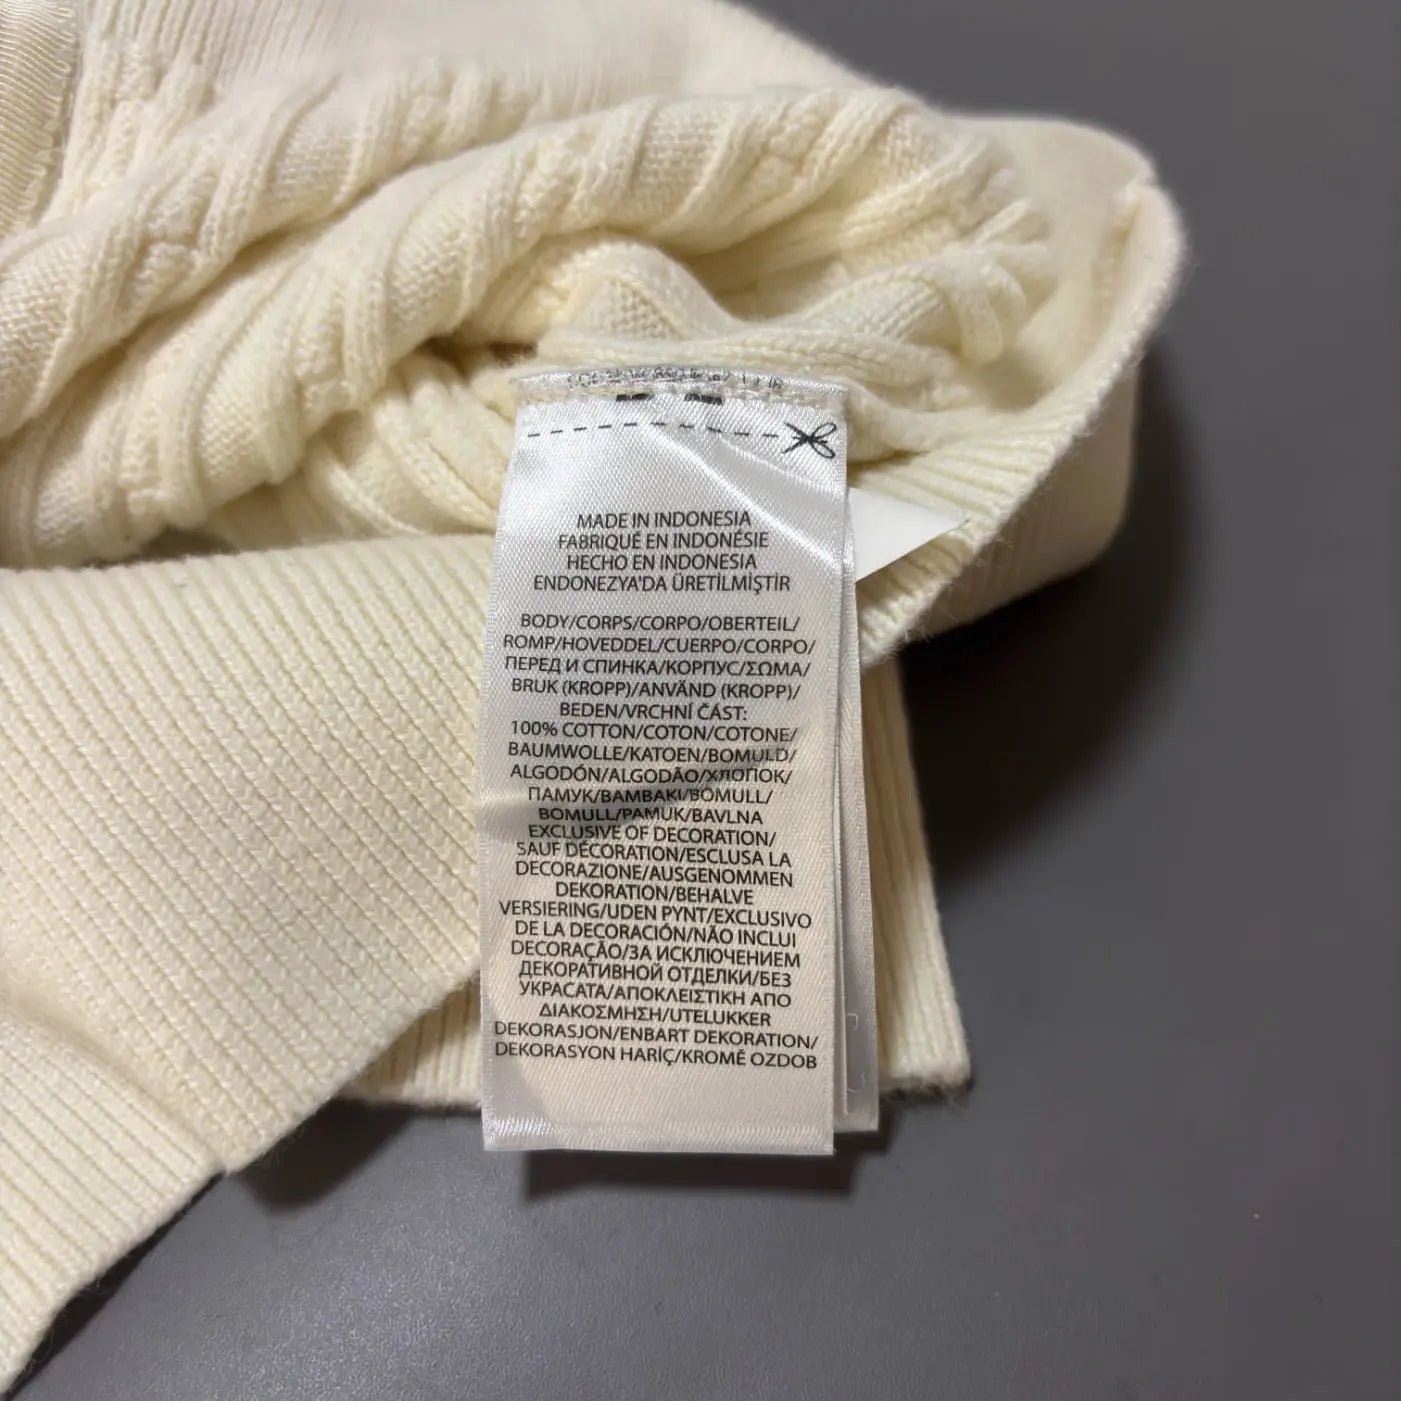 MADE IN INDONESIA
FABRIQUÉ EN INDONÉSIE
HECHO EN INDONESIA
ENDONEZYA'DA ÜRETİLMİŞTİR
BODY/CORPS/CORPO/OBERTEIL/
ROMP/HOVEDDEL/CUERPO/CORPO/
ПЕРЕД И СПИНКА/КОРПУС/ΣΩΜΑ/
BRUK (KROPP)/ANVÄND (KROPP)/
BEDEN/VRCHNÍ ČÁST:
100% COTTON/COTON/COTONE/
BAUMWOLLE/KATOEN/BOMULD/
ALGODÓN/ALGODÃO/ХЛОПОК/
ПАМУК/ΒΑΜΒΑΚΙ/BOMULL/
BOMULL/PAMUK/BAVLNA
EXCLUSIVE OF DECORATION/
SAUF DÉCORATION/ESCLUSA LA
DECORAZIONE/AUSGENOMMEN
DEKORATION/BEHALVE
VERSIERING/UDEN PYNT/EXCLUSIVO
DE LA DECORACIÓN/NÃO INCLUI
DECORAÇÃO/ЗА ИСКЛЮЧЕНИЕМ
ДЕКОРАТИВНОЙ ОТДЕЛКИ/БЕЗ
УКРАСАТА/ΑΠΟΚΛΕΙΣΤΙΚΗ ΑΠΟ
ΔΙΑΚΟΣΜΗΣΗ/UTELUKKER
DEKORASJON/ENBART DEKORATION/
DEKORASYON HARİÇ/KROMĚ OZDOB